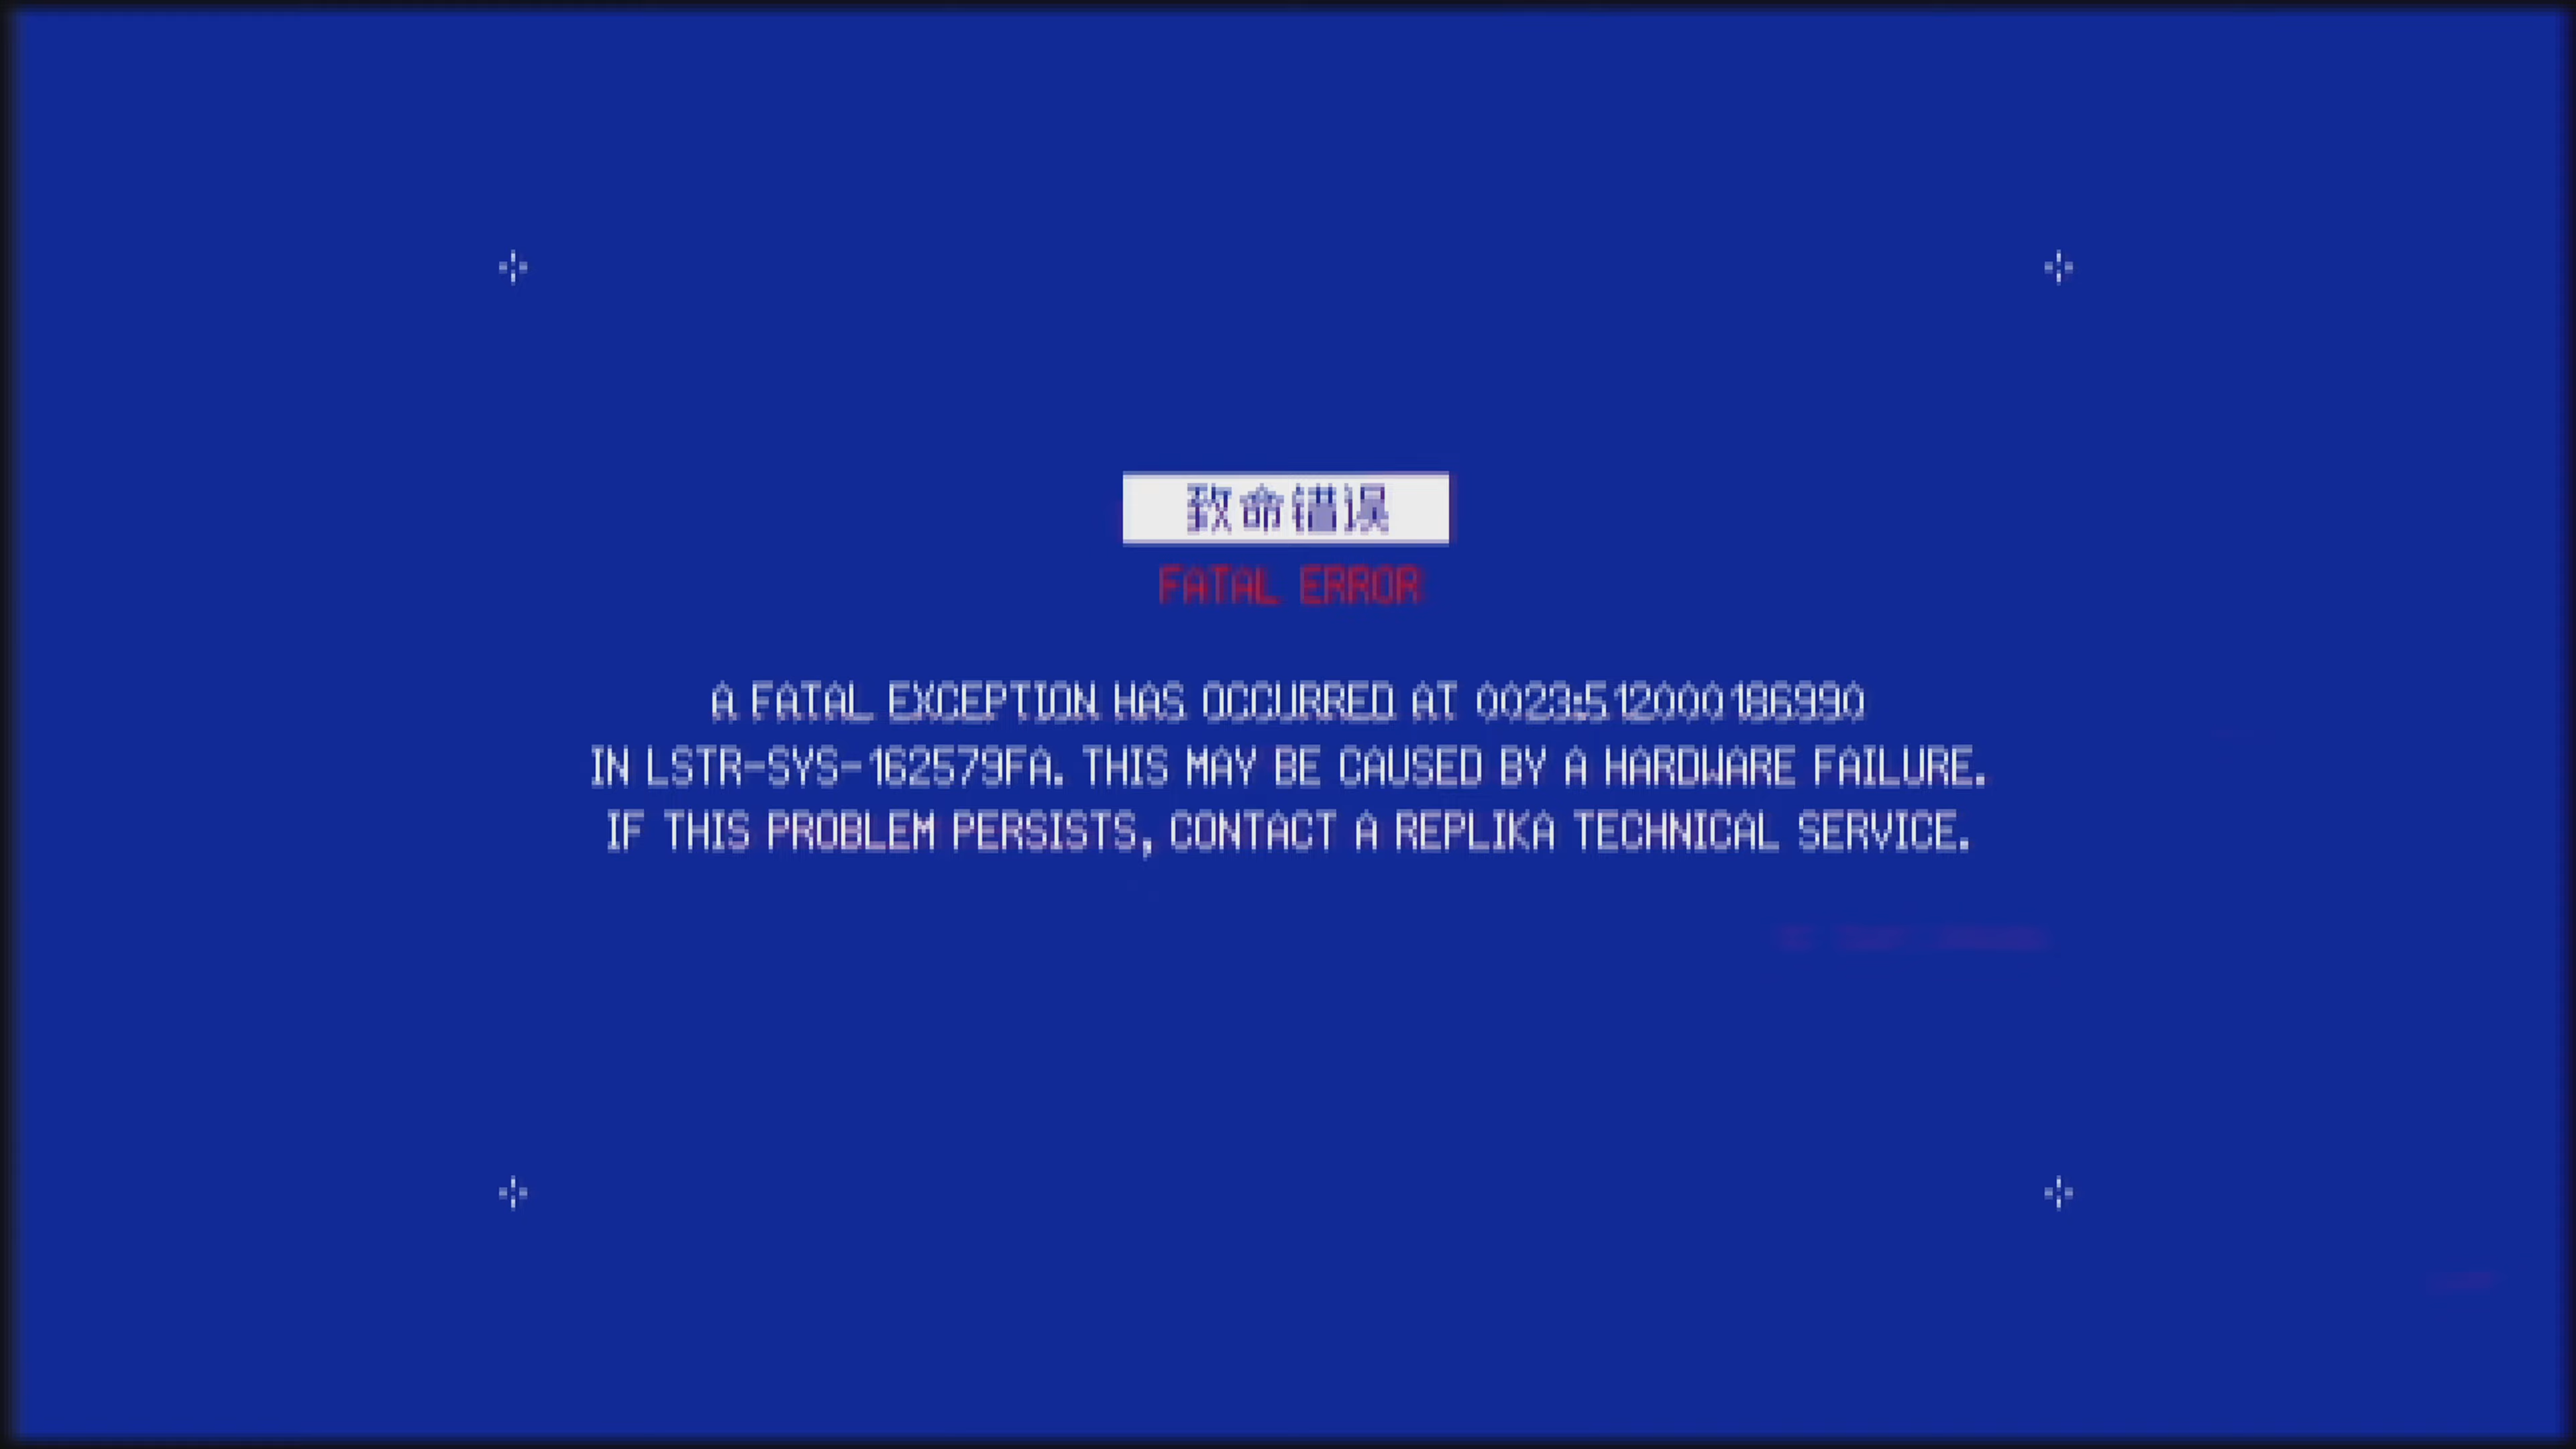 致命错误
FATAL ERROR
A FATAL EXCEPTION HAS OCCURRED AT 0023:512000186990
IN LSTR-SYS-162579FA. THIS MAY BE CAUSED BY A HARDWARE FAILURE.
IF THIS PROBLEM PERSISTS, CONTACT A REPLIKA TECHNICAL SERVICE.